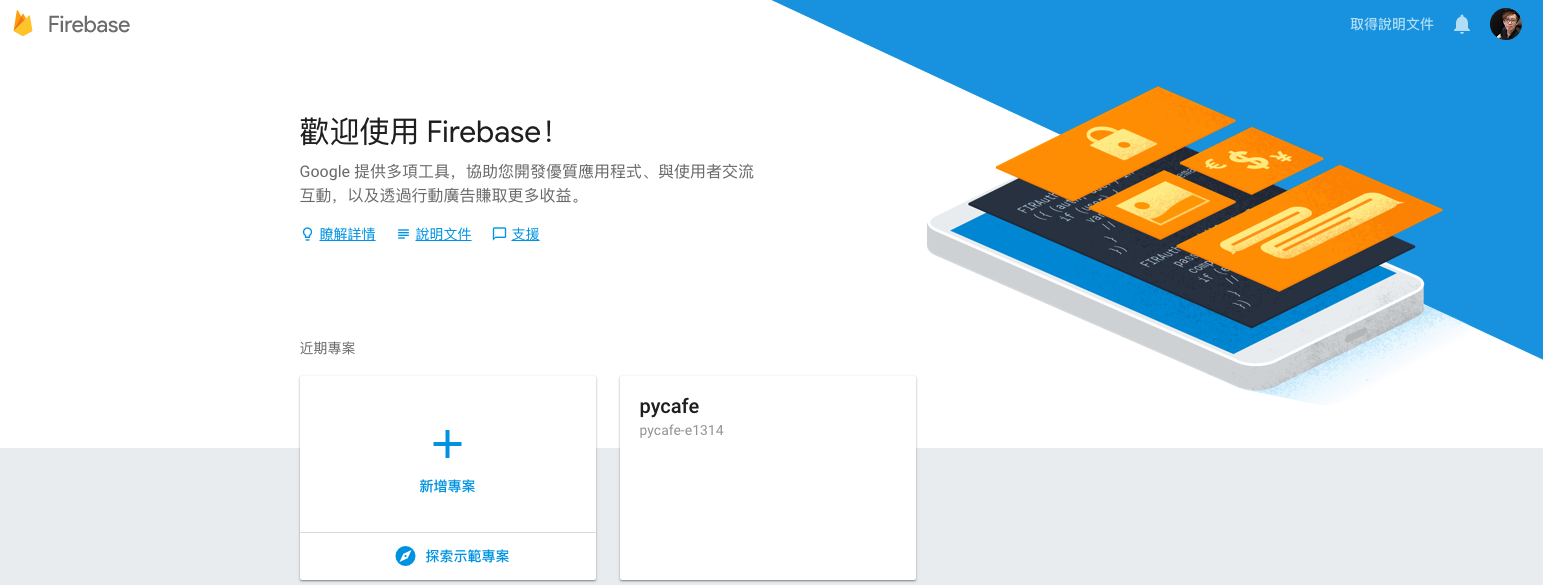 Firebase
取得說明文件
歡迎使用 Firebase!
Google 提供多項工具，協助您開發優質應用程式、與使用者交流
互動，以及透過行動廣告賺取更多收益。
瞭解詳情 說明文件 支援
近期專案
新增專案
探索示範專案
pycafe
pycafe-e1314